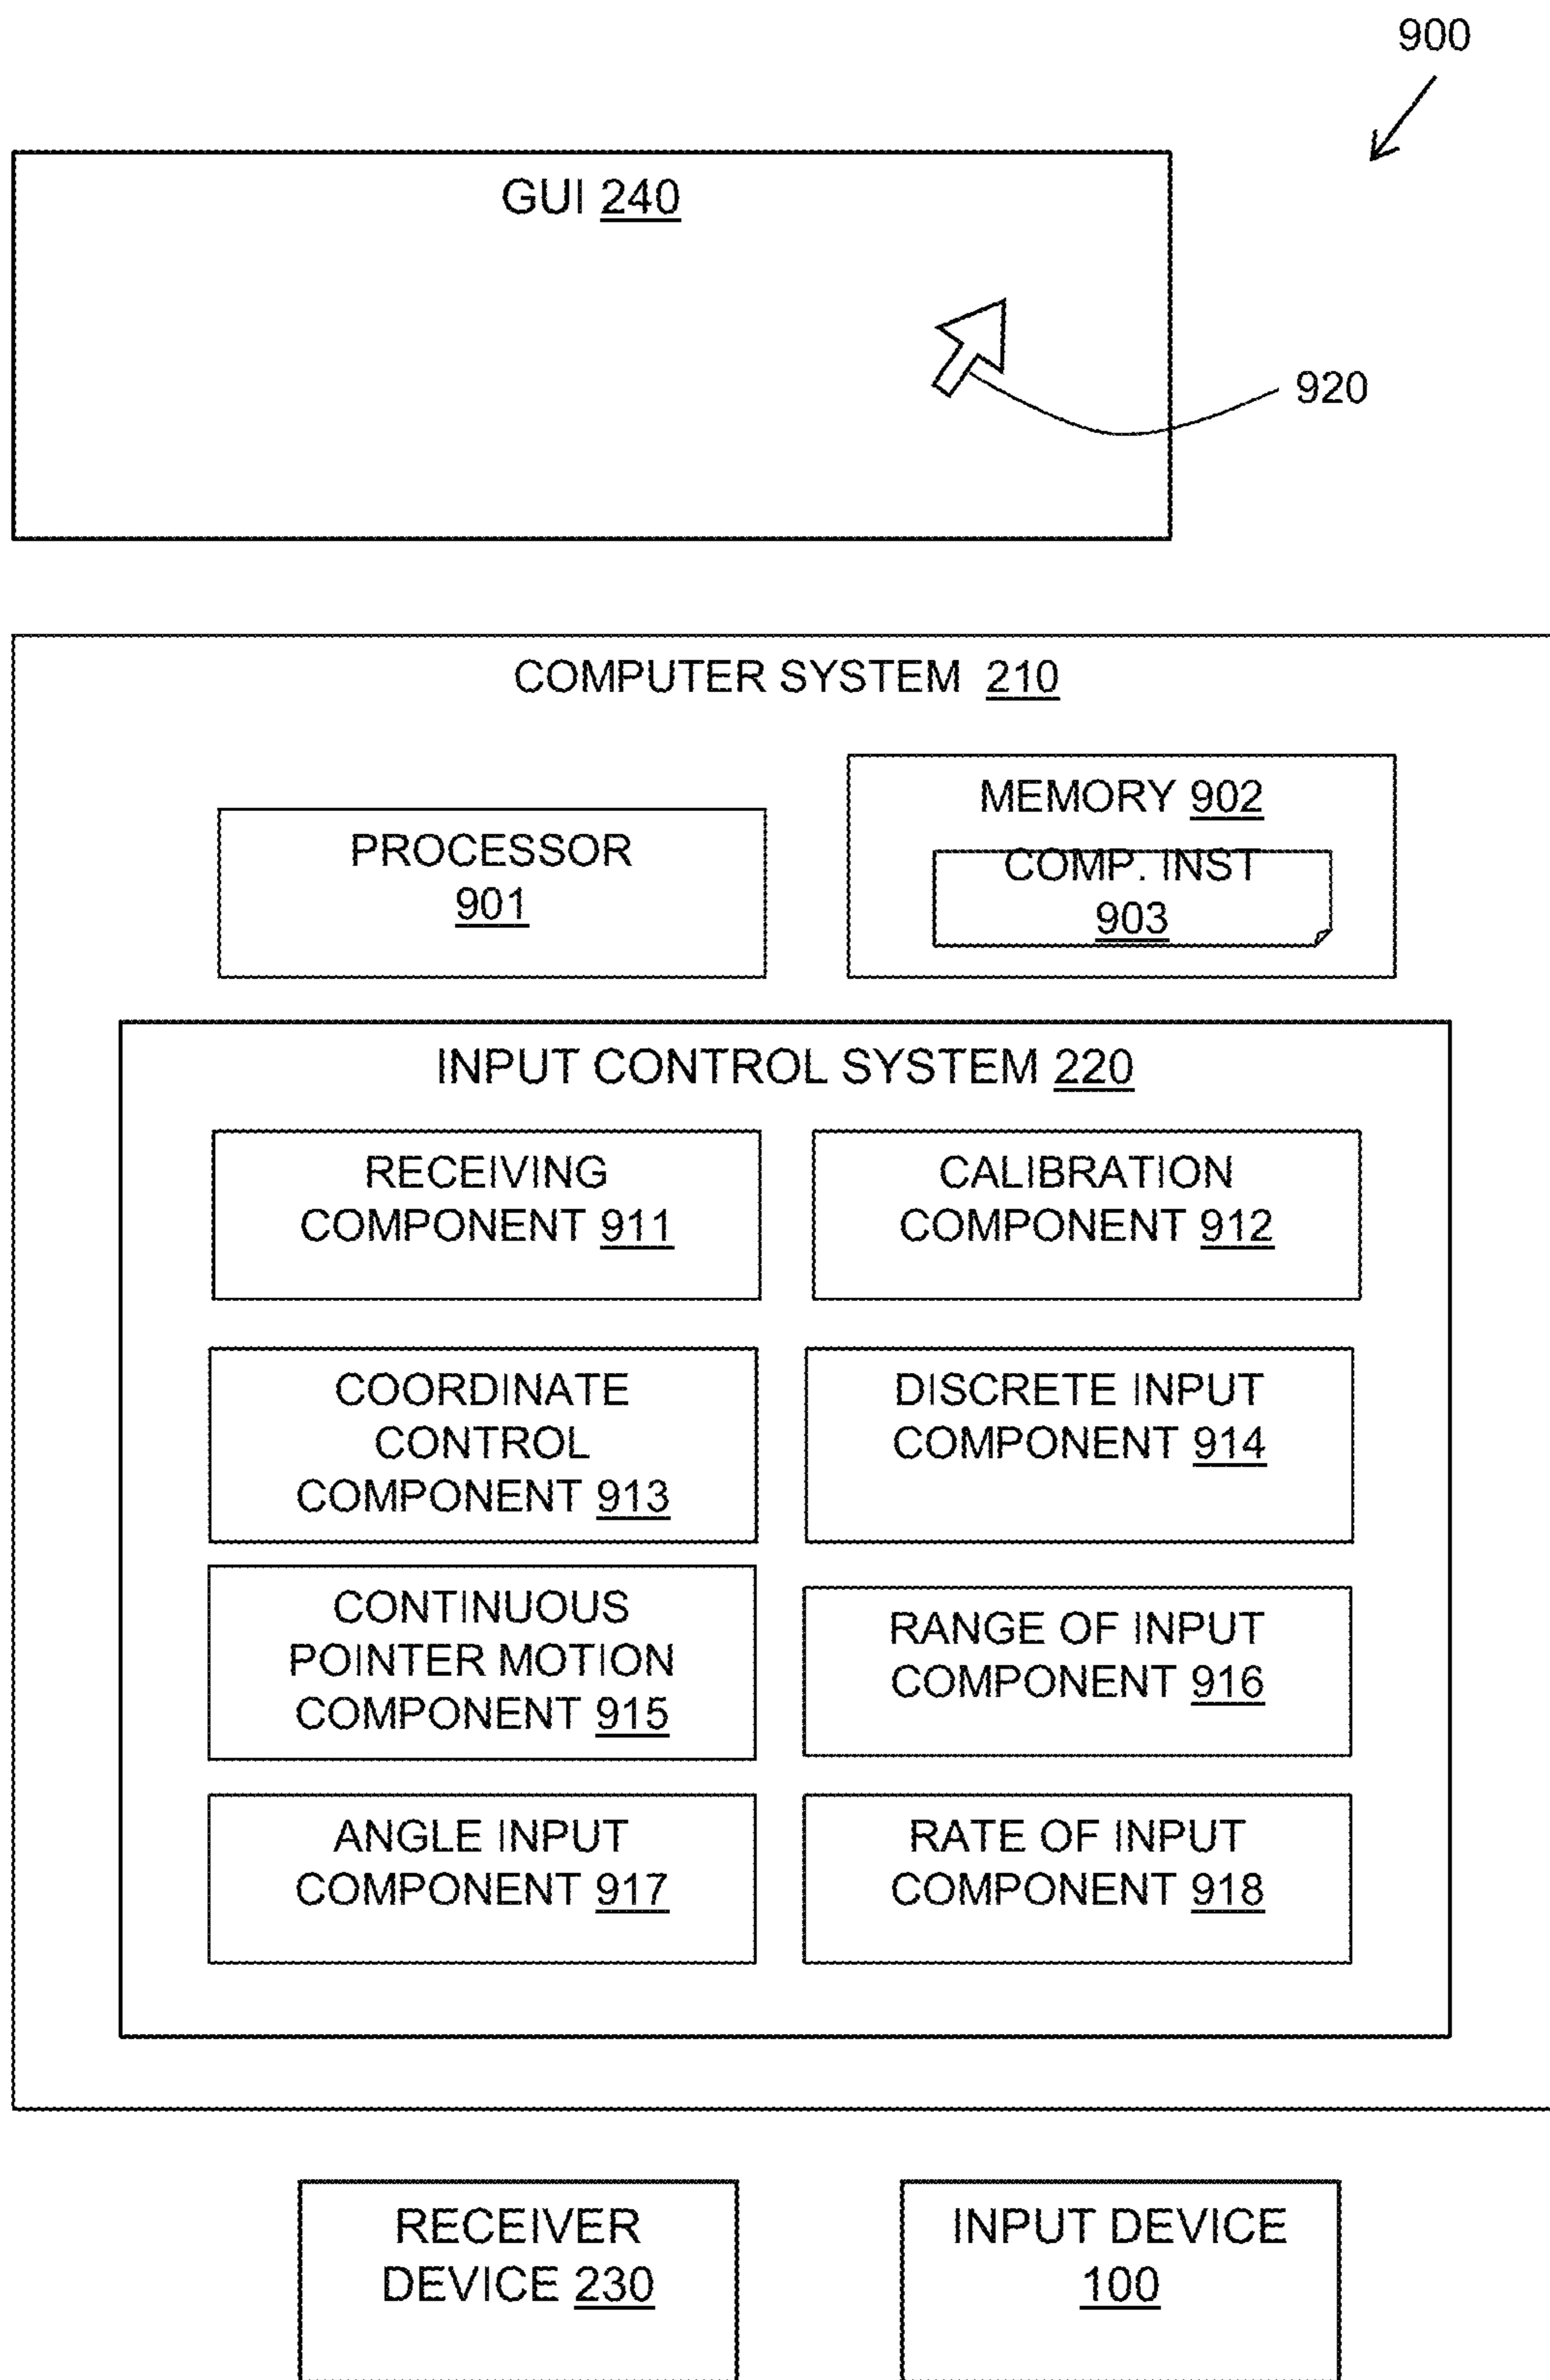 900
GUI 240
920
COMPUTER SYSTEM 210
PROCESSOR
901
MEMORY 902
COMP. INST
903
INPUT CONTROL SYSTEM 220
RECEIVING
COMPONENT 911
CALIBRATION
COMPONENT 912
COORDINATE
CONTROL
COMPONENT 913
DISCRETE INPUT
COMPONENT 914
CONTINUOUS
POINTER MOTION
COMPONENT 915
RANGE OF INPUT
COMPONENT 916
ANGLE INPUT
COMPONENT 917
RATE OF INPUT
COMPONENT 918
RECEIVER
DEVICE 230
INPUT DEVICE
100